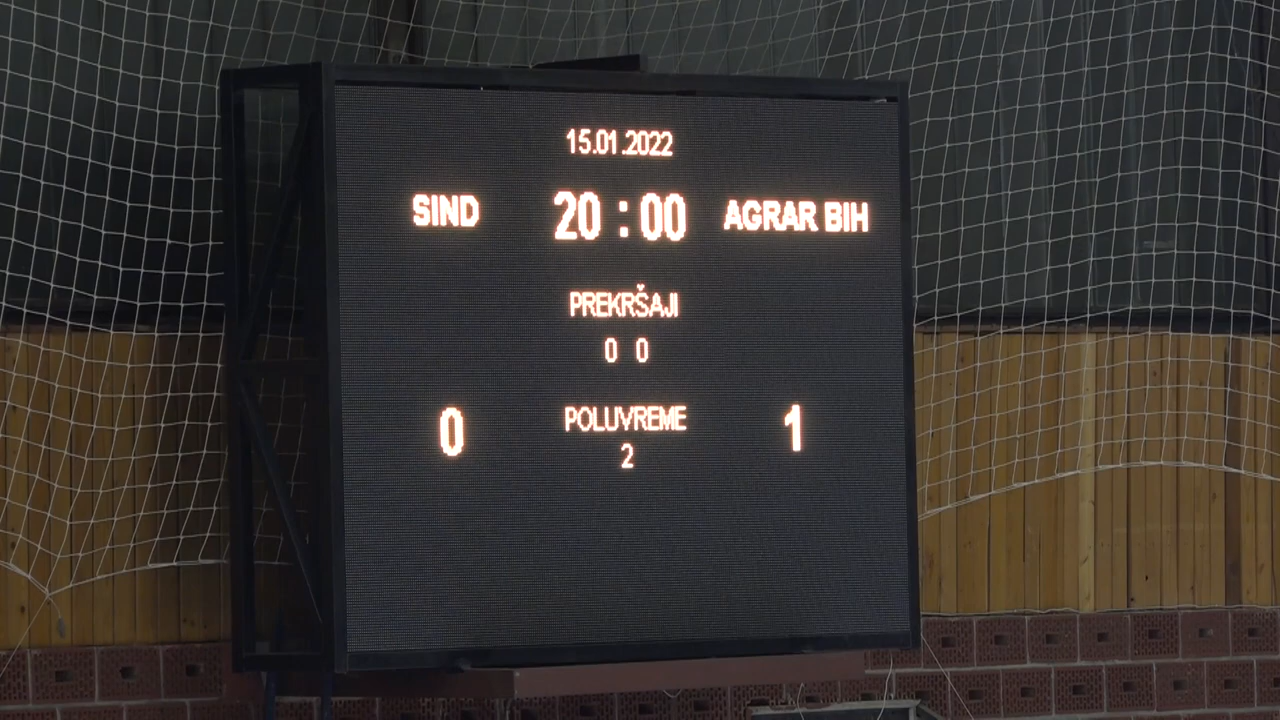 15.01.2022
SIND 20 : 00 AGRAR BIH
PREKRŠAJI
0 0
0 POLUVREME 1
2